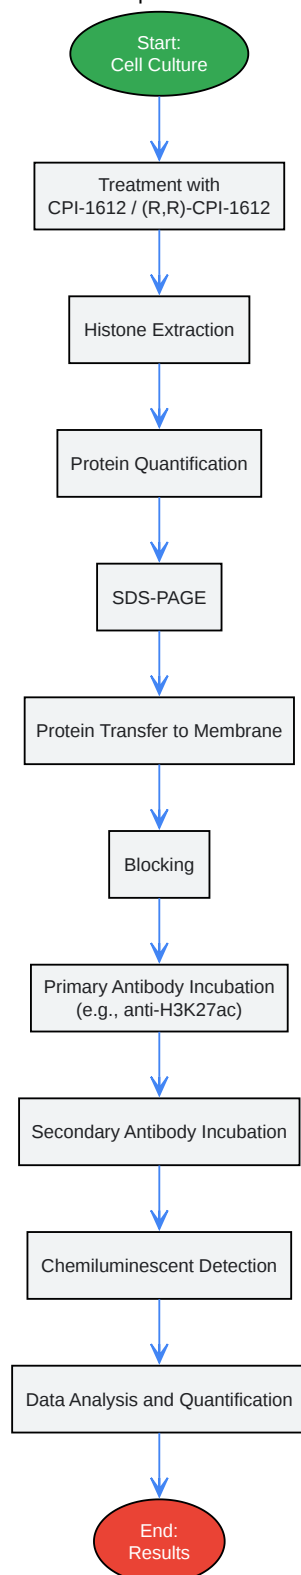 Start:
Cell Culture
Treatment with
CPI-1612 / (R,R)-CPI-1612
Histone Extraction
Protein Quantification
SDS-PAGE
Protein Transfer to Membrane
Blocking
Primary Antibody Incubation
(e.g., anti-H3K27ac)
Secondary Antibody Incubation
Chemiluminescent Detection
Data Analysis and Quantification
End:
Results